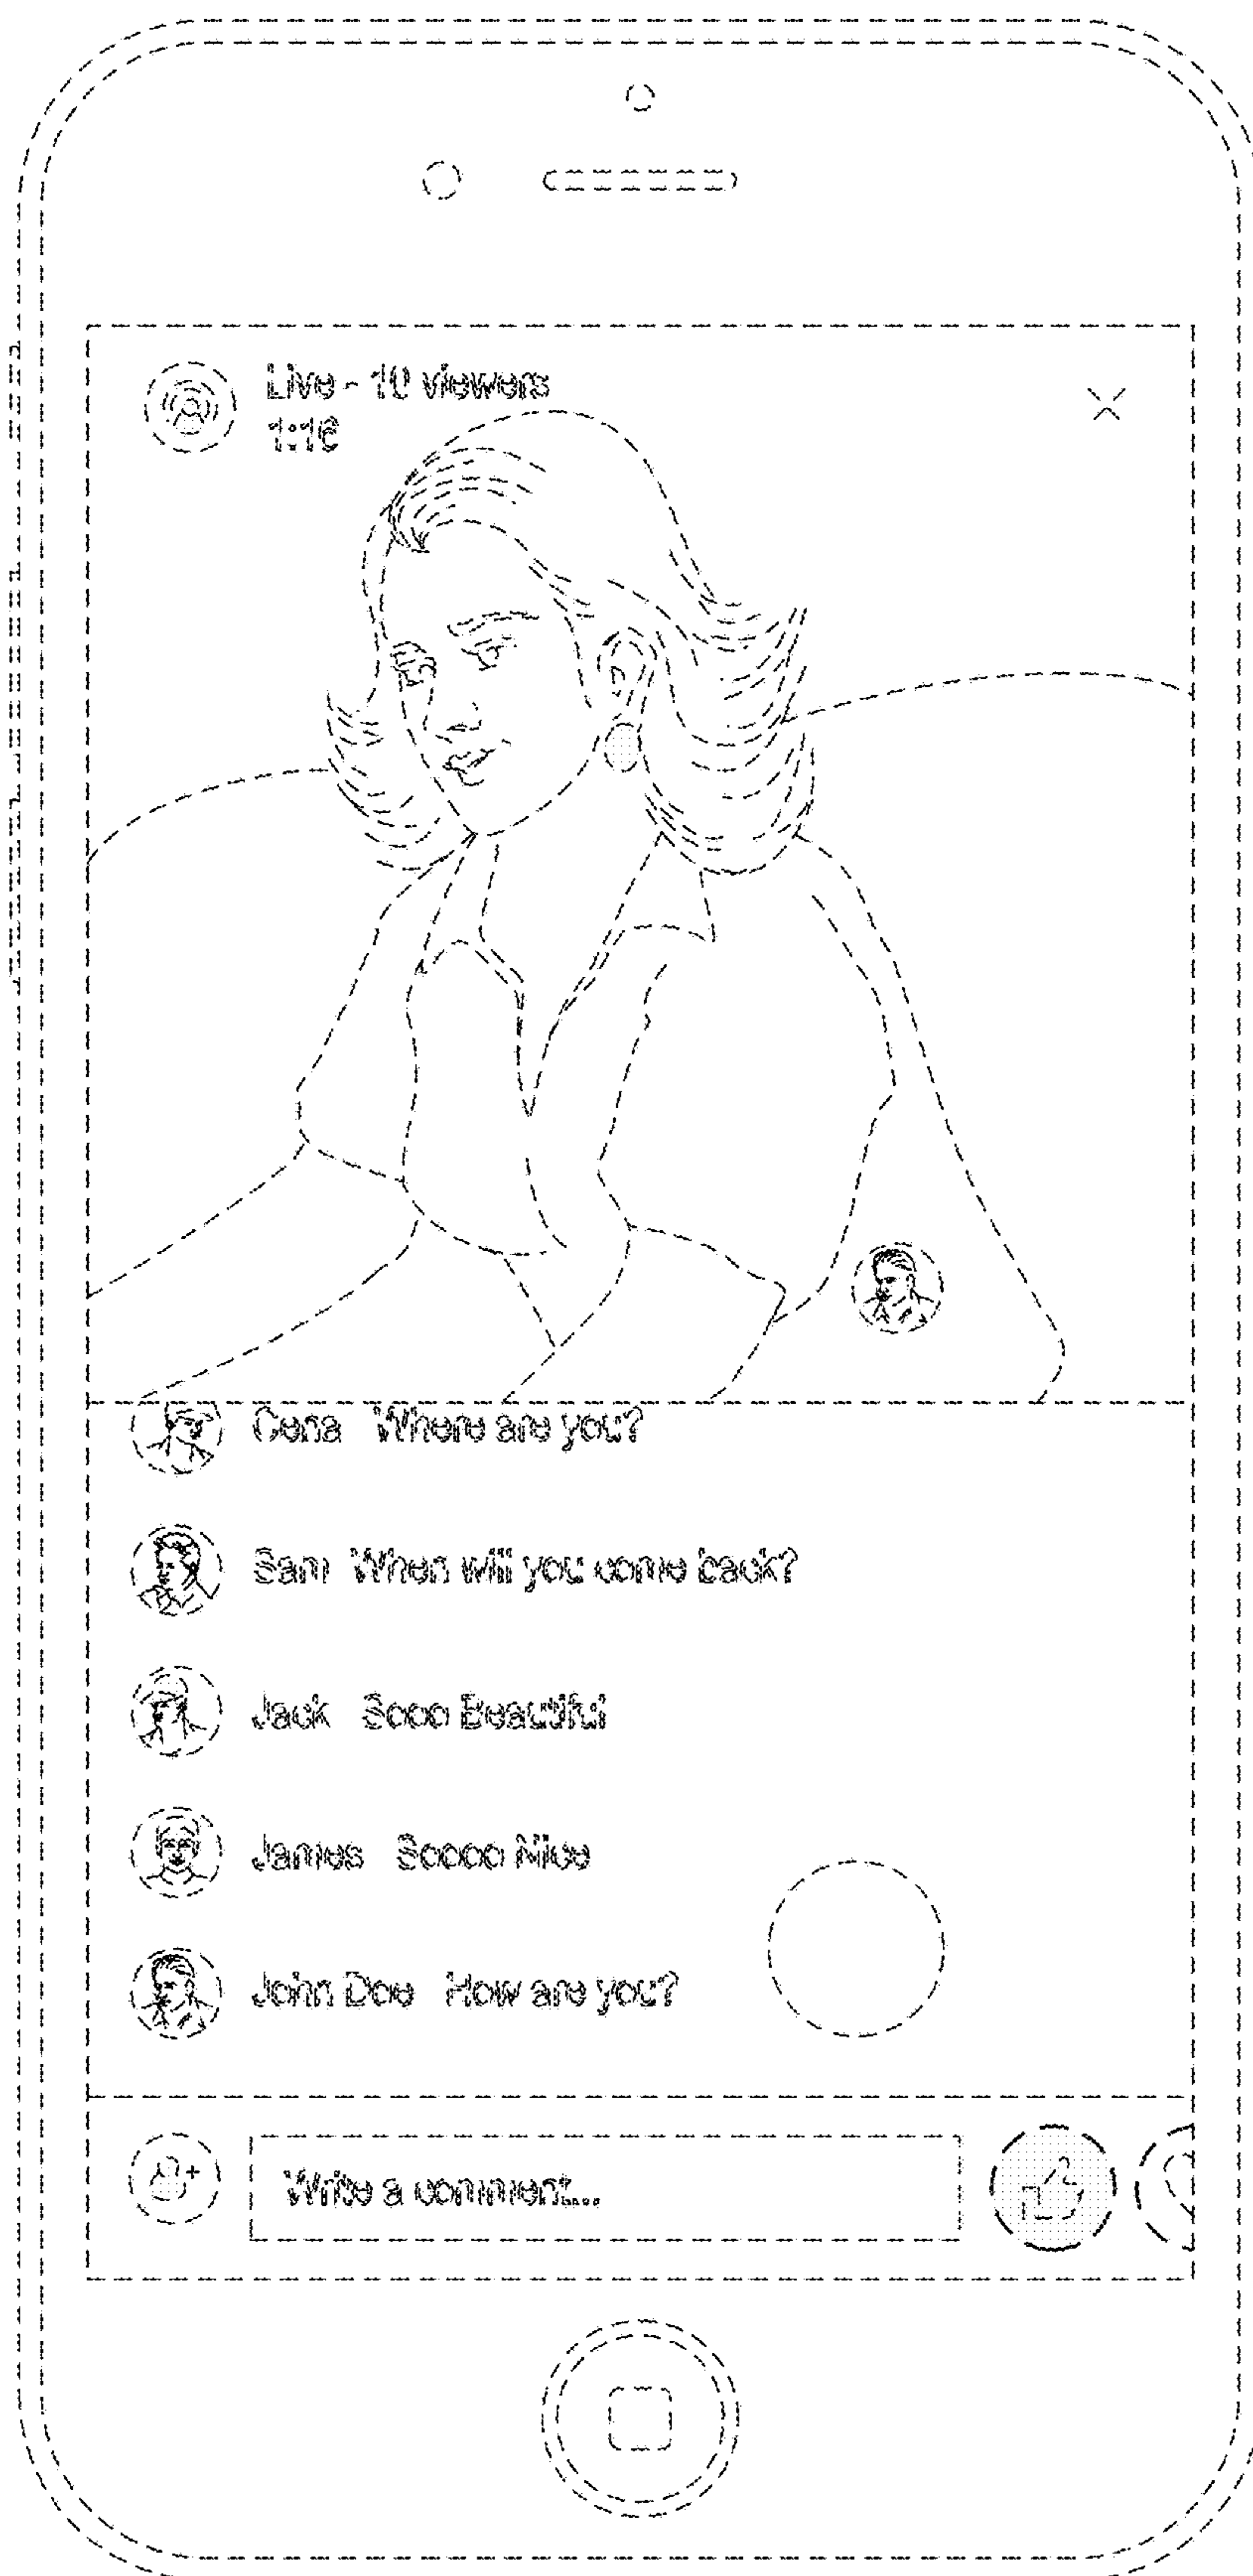 Live - 10 viewers
1:16
Cena Where are you?
Sam When will you come back?
Jack Sooo Beautiful
James Soooo Nice
John Doe How are you?
Write a comment...